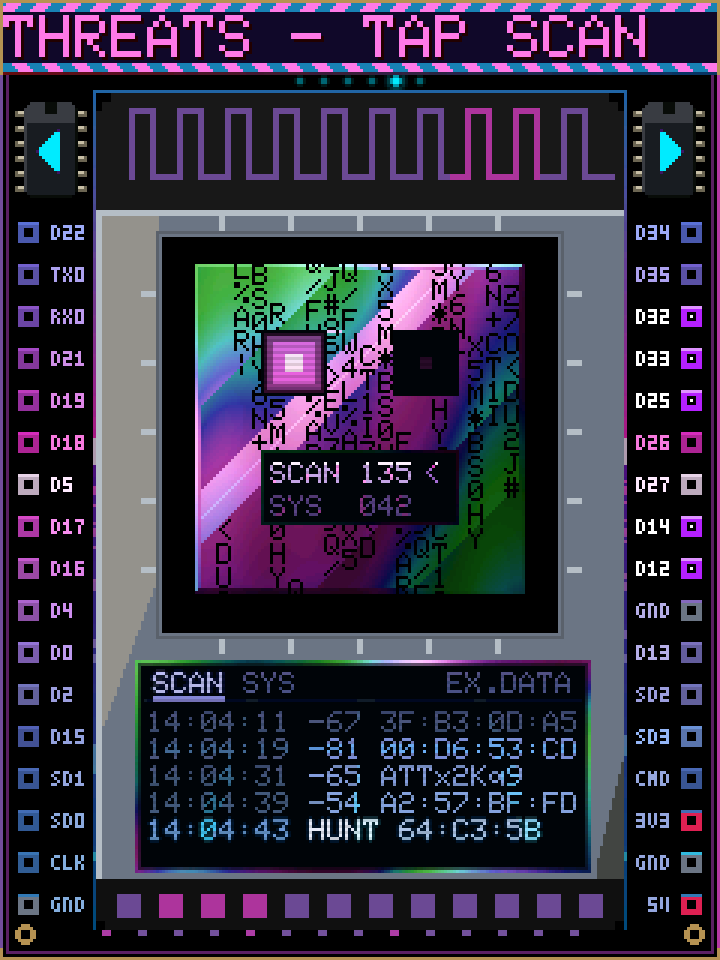 THREATS - TAP SCAN
D22
TX0
RX0
D21
D19
D18
D5
D17
D16
D4
D0
D2
D15
SD1
SD0
CLK
GND
D34
D35
D32
D33
D25
D26
D27
D14
D12
GND
D13
SD2
SD3
CMD
3V3
GND
5V
SCAN 135 <
SYS 042
SCAN SYS EX.DATA
14:04:11 -67 3F:B3:0D:A5
14:04:19 -81 00:D6:53:CD
14:04:31 -65 ATTx2Kq9
14:04:39 -54 A2:57:BF:FD
14:04:43 HUNT 64:C3:5B